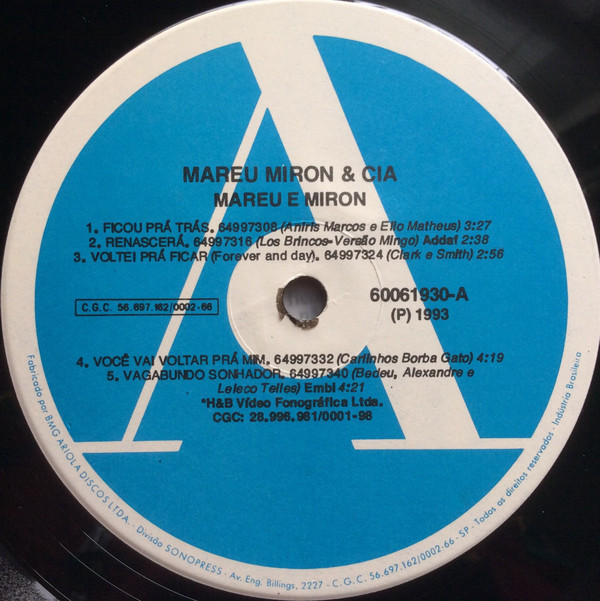 MAREU MIRON & CIA
MAREU E MIRON
1. FICOU PRÁ TRÁS. 64997308 (Aniris Marcos e Elio Matheus) 3:27
2. RENASCERÁ. 64997316 (Los Brincos-Versão Mingo) Addaf 2:38
3. VOLTEI PRÁ FICAR (Forever and day). 64997324 (Clark e Smith) 2:56
C.G.C. 56.697.162/0002-66
60061930-A
(P) 1993
4. VOCÊ VAI VOLTAR PRÁ MIM. 64997332 (Carlinhos Borba Gato) 4:19
5. VAGABUNDO SONHADOR. 64997340 (Bedeu, Alexandre e
Leleco Telles) Embi 4:21
*H&B Vídeo Fonográfica Ltda.
CGC: 28.996.981/0001-98
Fabricado por BMG ARIOLA DISCOS LTDA. - Divisão SONOPRESS - Av. Eng. Billings, 2227 - C.G.C. 56.697.162/0002-66 - SP - Todos os direitos reservados - Indústria Brasileira